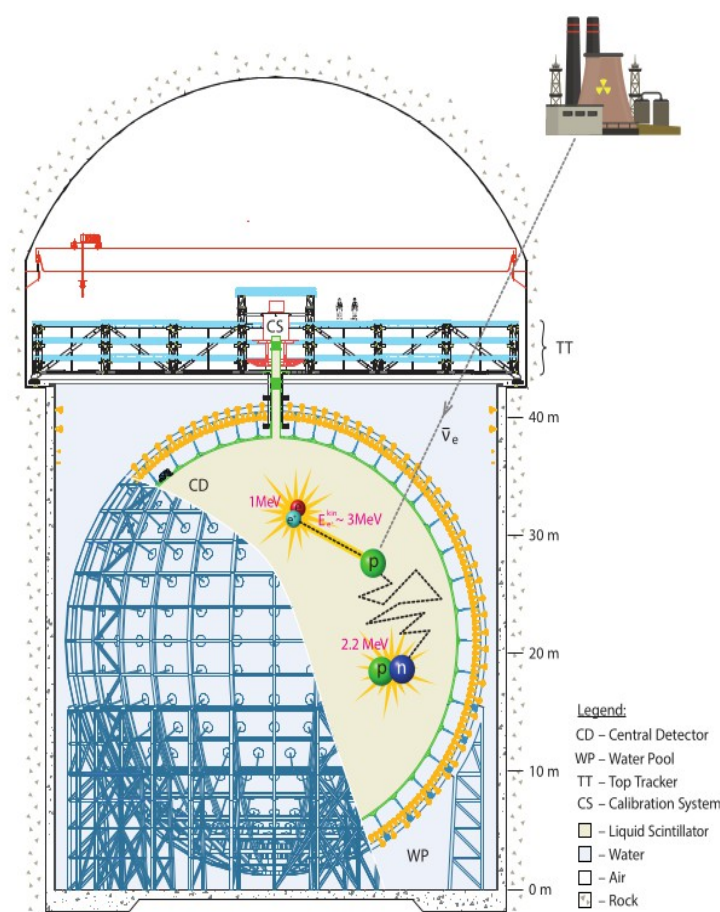 CS
TT
40 m
ν̄e
CD
1MeV
e⁺
Ekin ~ 3MeV
p
30 m
2.2 MeV
p
n
20 m
Legend:
CD – Central Detector
WP – Water Pool
TT – Top Tracker
CS – Calibration System
10 m
– Liquid Scintillator
– Water
– Air
– Rock
WP
0 m